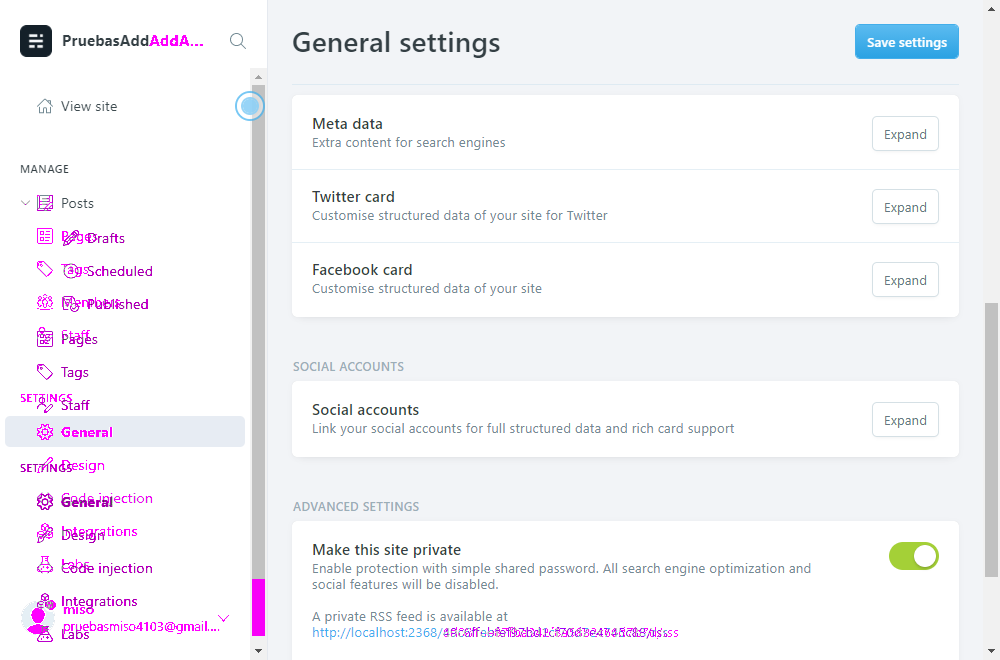 PruebasAddAddA...
General settings
Save settings
View site
MANAGE
Posts
Pages
Drafts
Tags
Scheduled
Members
Published
Staff
Pages
Tags
SETTINGS
Staff
General
SETTINGS
Design
Code injection
General
Integrations
Design
Labs
Code injection
Integrations
miso
pruebasmiso4103@gmail...
Labs
Meta data
Extra content for search engines
Expand
Twitter card
Customise structured data of your site for Twitter
Expand
Facebook card
Customise structured data of your site
Expand
SOCIAL ACCOUNTS
Social accounts
Link your social accounts for full structured data and rich card support
Expand
ADVANCED SETTINGS
Make this site private
Enable protection with simple shared password. All search engine optimization and
social features will be disabled.
A private RSS feed is available at
http://localhost:2368/